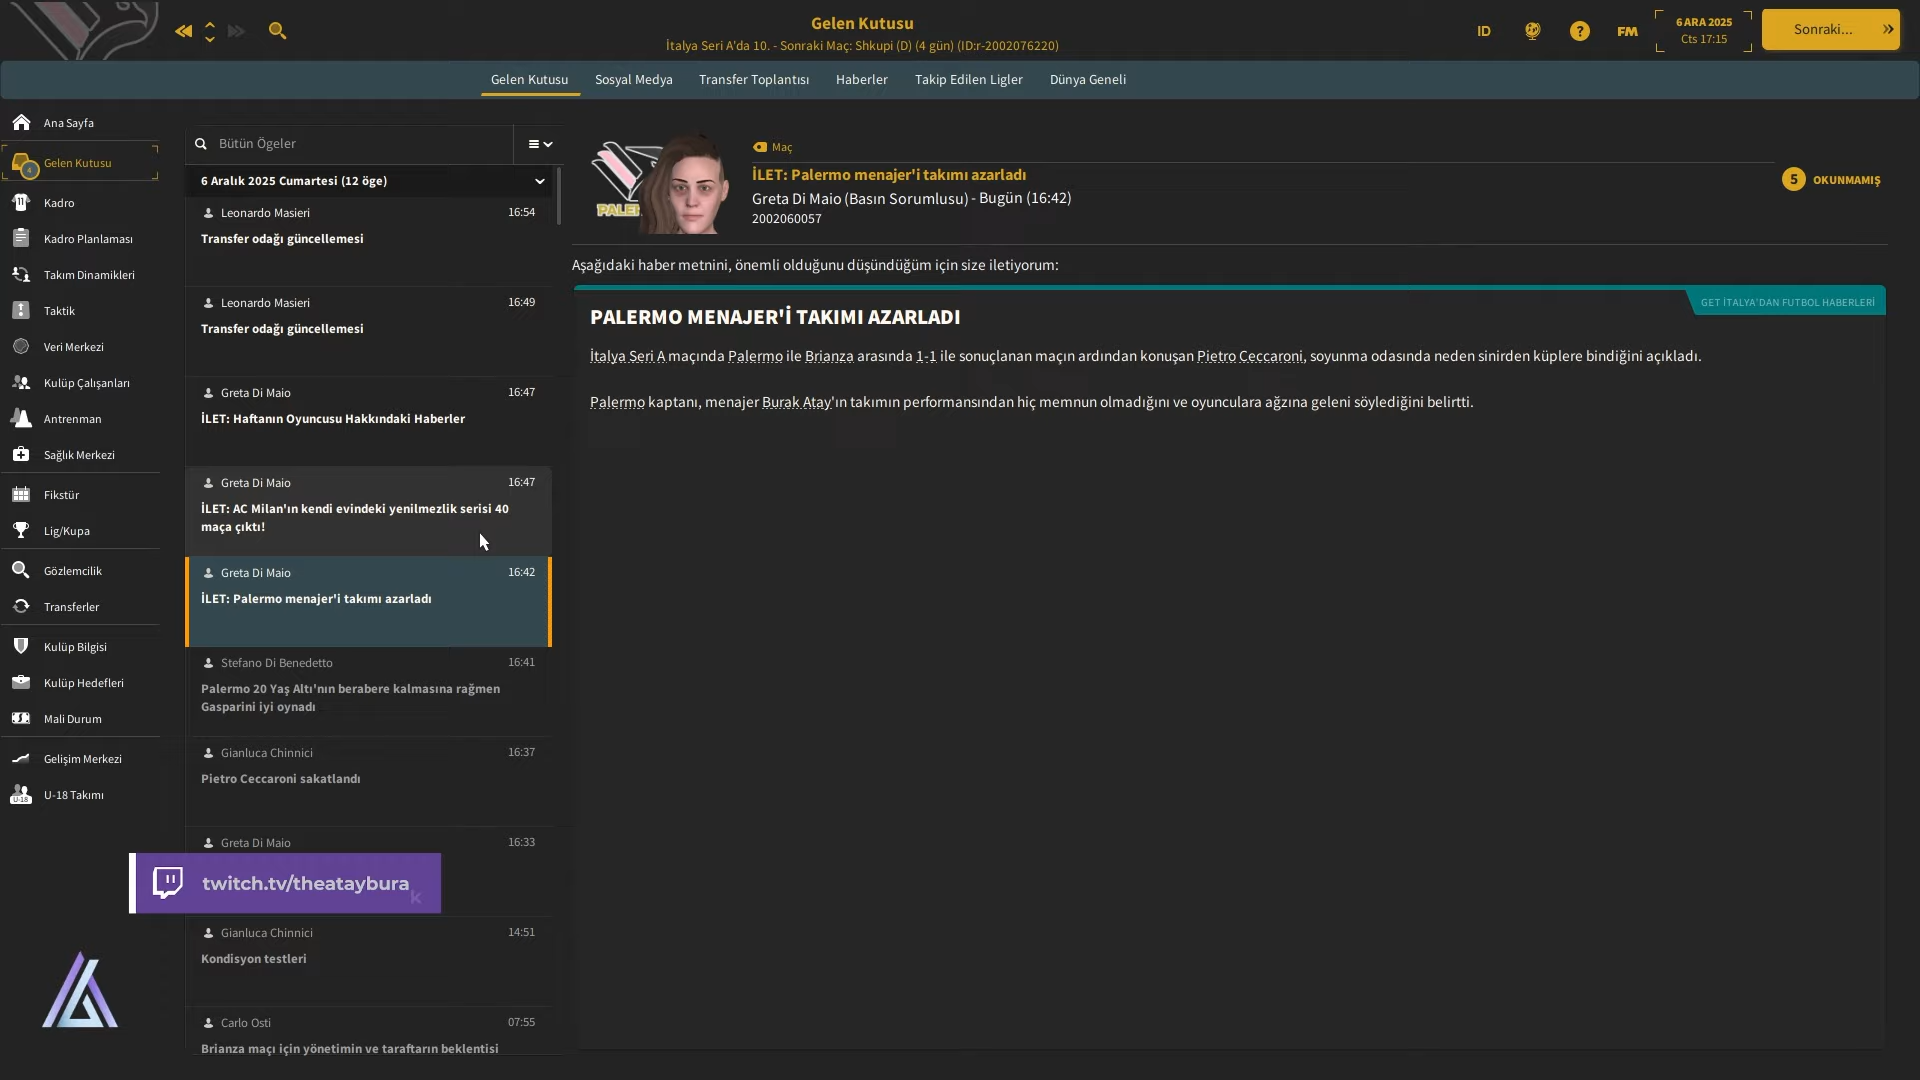 Gelen Kutusu
İtalya Seri A'da 10. - Sonraki Maç: Shkupi (D) (4 gün) (ID:r-2002076220)
ID
?
FM
6 ARA 2025
Cts 17:15
Sonraki...
Gelen Kutusu
Sosyal Medya
Transfer Toplantısı
Haberler
Takip Edilen Ligler
Dünya Geneli
Ana Sayfa
4
Gelen Kutusu
11
Kadro
Kadro Planlaması
Takım Dinamikleri
Taktik
Veri Merkezi
Kulüp Çalışanları
Antrenman
Sağlık Merkezi
Fikstür
Lig/Kupa
Gözlemcilik
Transferler
Kulüp Bilgisi
Kulüp Hedefleri
Mali Durum
Gelişim Merkezi
U-18
U-18 Takımı
Bütün Ögeler
6 Aralık 2025 Cumartesi (12 öge)
Leonardo Masieri 16:54
Transfer odağı güncellemesi
Leonardo Masieri 16:49
Transfer odağı güncellemesi
Greta Di Maio 16:47
İLET: Haftanın Oyuncusu Hakkındaki Haberler
Greta Di Maio 16:47
İLET: AC Milan'ın kendi evindeki yenilmezlik serisi 40
maça çıktı!
Greta Di Maio 16:42
İLET: Palermo menajer'i takımı azarladı
Stefano Di Benedetto 16:41
Palermo 20 Yaş Altı'nın berabere kalmasına rağmen
Gasparini iyi oynadı
Gianluca Chinnici 16:37
Pietro Ceccaroni sakatlandı
Greta Di Maio 16:33
twitch.tv/theataybura
k
Gianluca Chinnici 14:51
Kondisyon testleri
Carlo Osti 07:55
Brianza maçı için yönetimin ve taraftarın beklentisi
PALER
Maç
İLET: Palermo menajer'i takımı azarladı
Greta Di Maio (Basın Sorumlusu) - Bugün (16:42)
2002060057
5 OKUNMAMIŞ
Aşağıdaki haber metnini, önemli olduğunu düşündüğüm için size iletiyorum:
GET İTALYA'DAN FUTBOL HABERLERİ
PALERMO MENAJER'İ TAKIMI AZARLADI
İtalya Seri A maçında Palermo ile Brianza arasında 1-1 ile sonuçlanan maçın ardından konuşan Pietro Ceccaroni, soyunma odasında neden sinirden küplere bindiğini açıkladı.
Palermo kaptanı, menajer Burak Atay'ın takımın performansından hiç memnun olmadığını ve oyunculara ağzına geleni söylediğini belirtti.